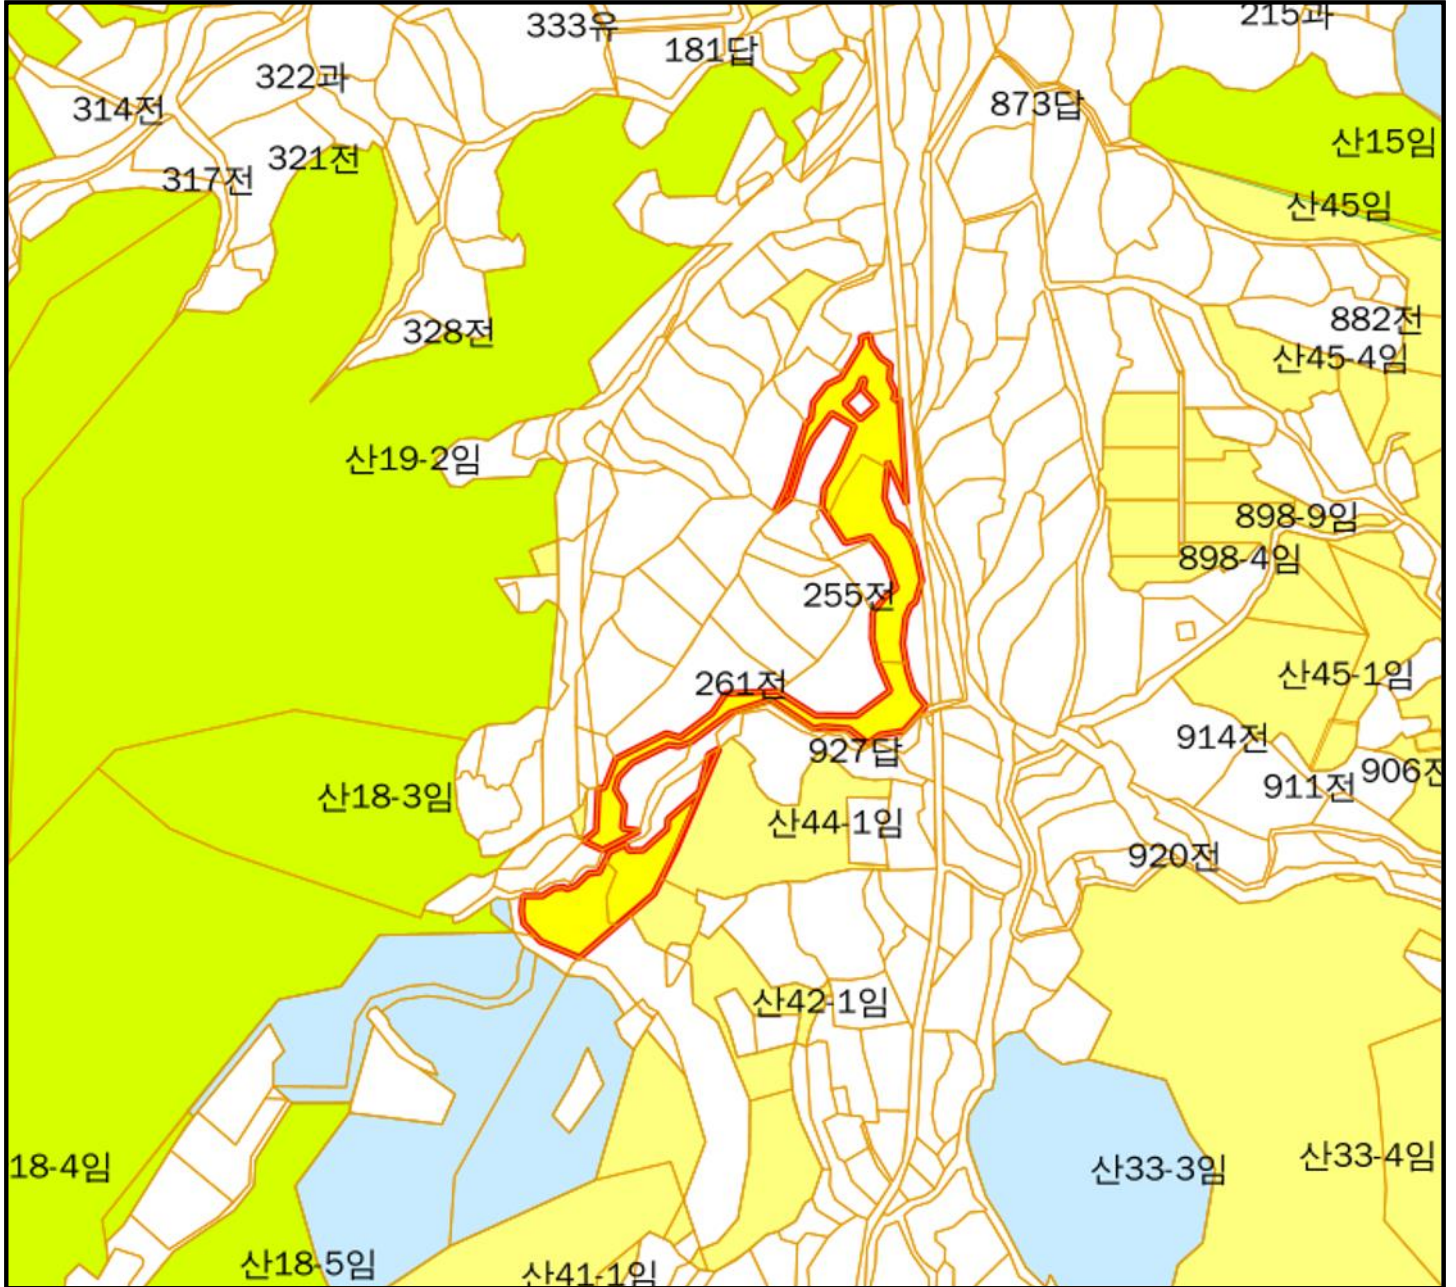 333유
215과
181답
322과
314전
873답
산15임
321전
317전
산45임
328전
882전
산45-4임
산19-2임
898-9임
898-4임
255전
261전
산45-1임
914전
927답
906전
911전
산18-3임
산44-1임
920전
산42-1임
18-4임
산33-3임
산33-4임
산18-5임
산41-1임